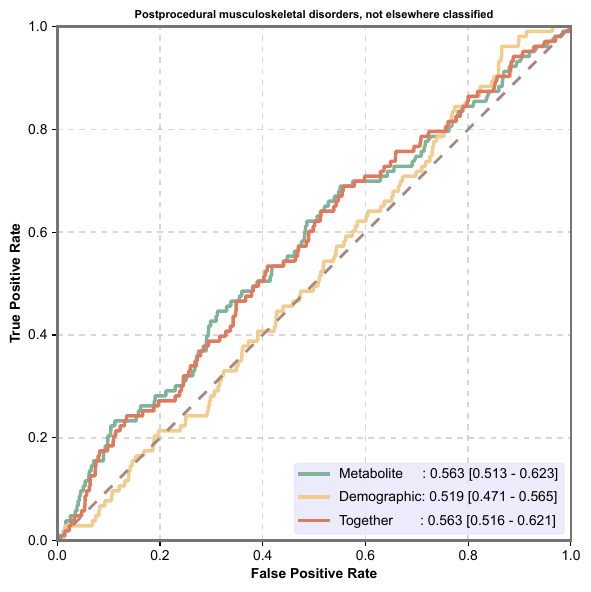 Postprocedural musculoskeletal disorders, not elsewhere classified
1.0
0.8
0.6
0.4
0.2
0.0
True Positive Rate
Metabolite : 0.563 [0.513 - 0.623]
Demographic: 0.519 [0.471 - 0.565]
Together : 0.563 [0.516 - 0.621]
0.0 0.2 0.4 0.6 0.8 1.0
False Positive Rate